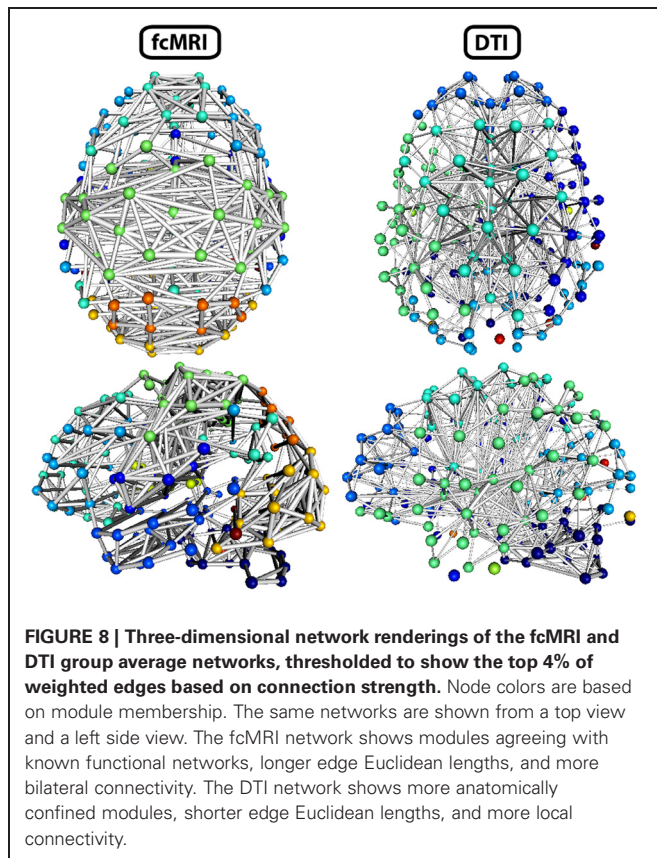 fcMRI
DTI
FIGURE 8 | Three-dimensional network renderings of the fcMRI and
DTI group average networks, thresholded to show the top 4% of
weighted edges based on connection strength. Node colors are based
on module membership. The same networks are shown from a top view
and a left side view. The fcMRI network shows modules agreeing with
known functional networks, longer edge Euclidean lengths, and more
bilateral connectivity. The DTI network shows more anatomically
confined modules, shorter edge Euclidean lengths, and more local
connectivity.